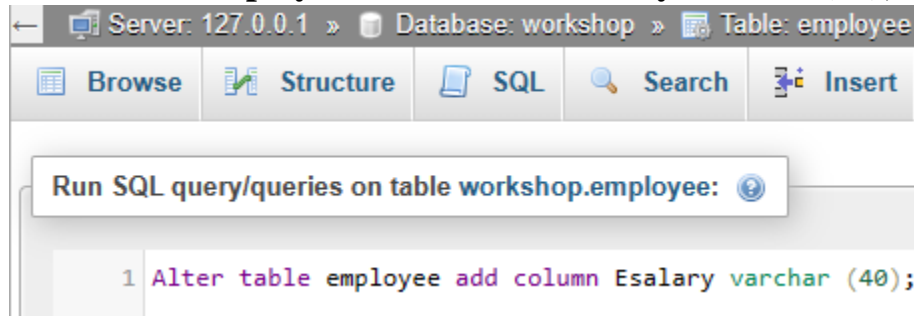 ← Server: 127.0.0.1 » Database: workshop » Table: employee
Browse Structure SQL Search Insert
Run SQL query/queries on table workshop.employee:
1 Alter table employee add column Esalary varchar (40);